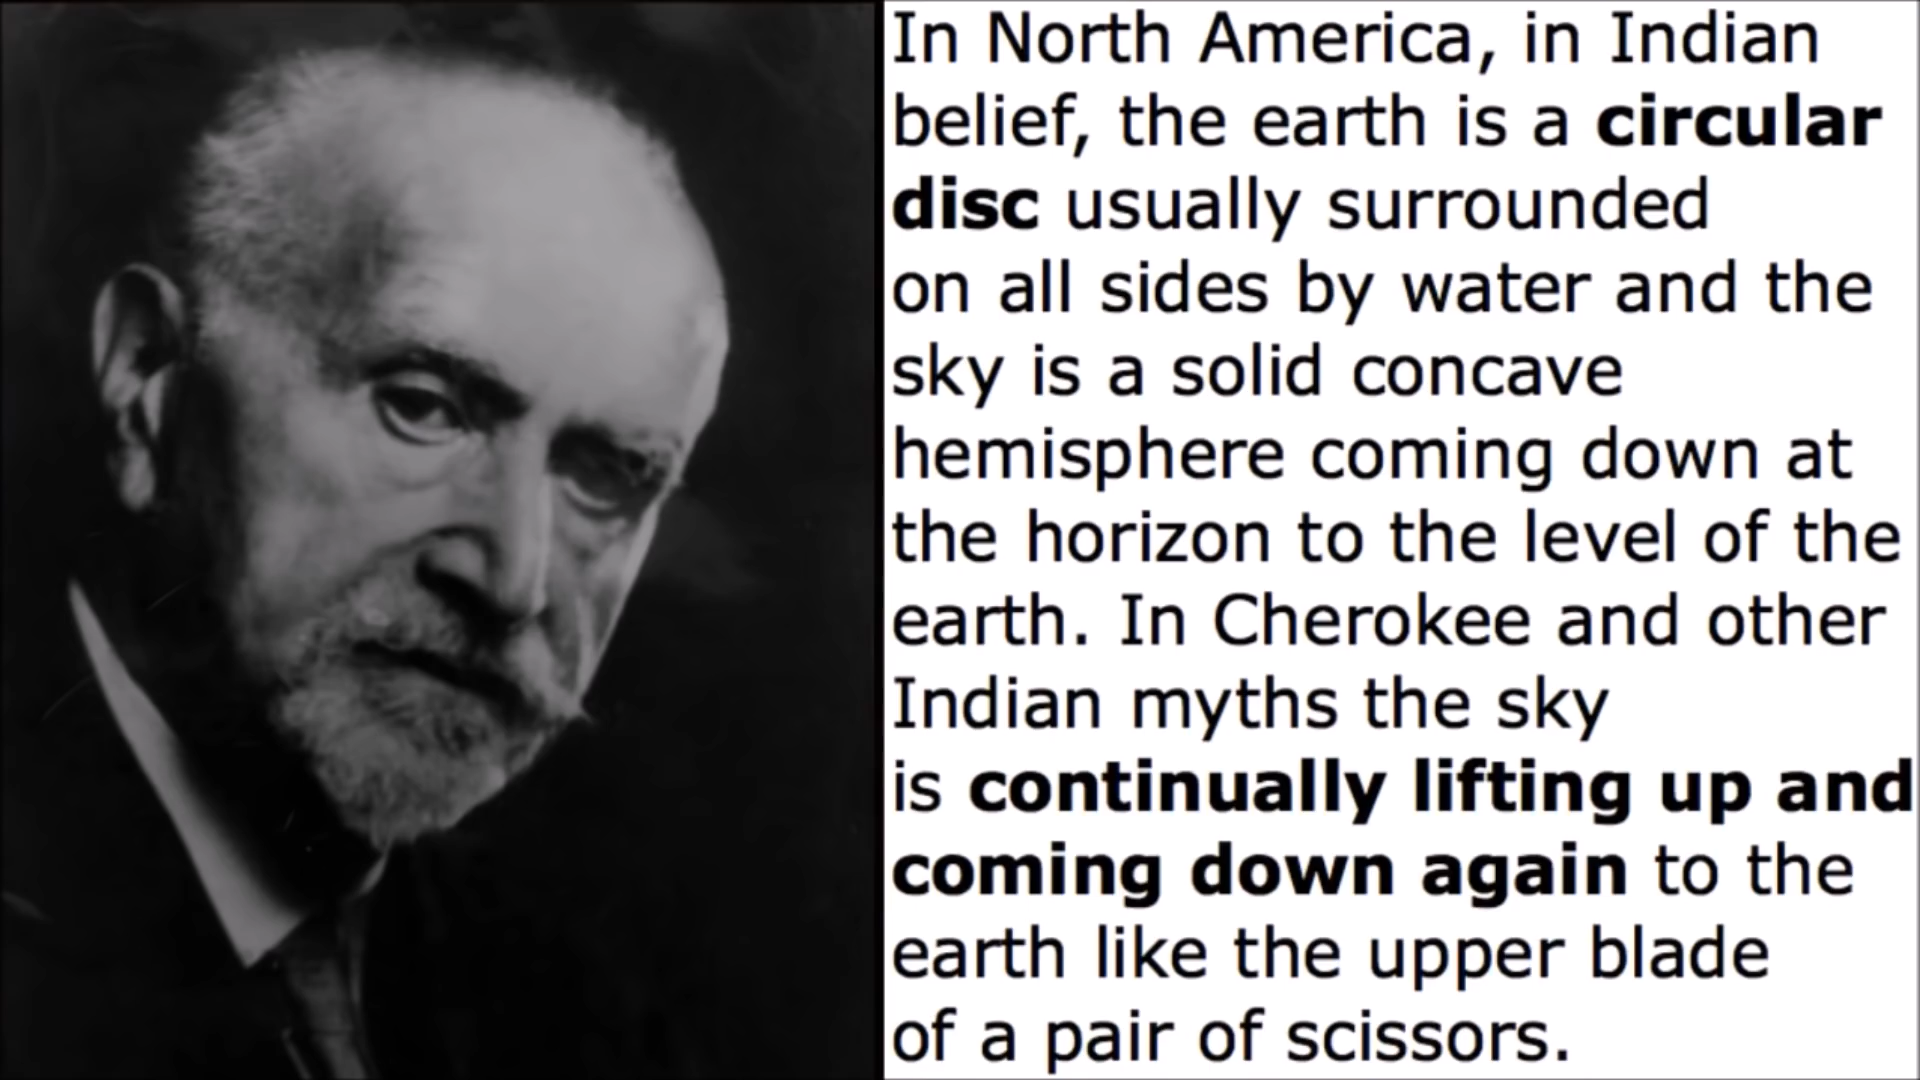 In North America, in Indian
belief, the earth is a circular
disc usually surrounded
on all sides by water and the
sky is a solid concave
hemisphere coming down at
the horizon to the level of the
earth. In Cherokee and other
Indian myths the sky
is continually lifting up and
coming down again to the
earth like the upper blade
of a pair of scissors.